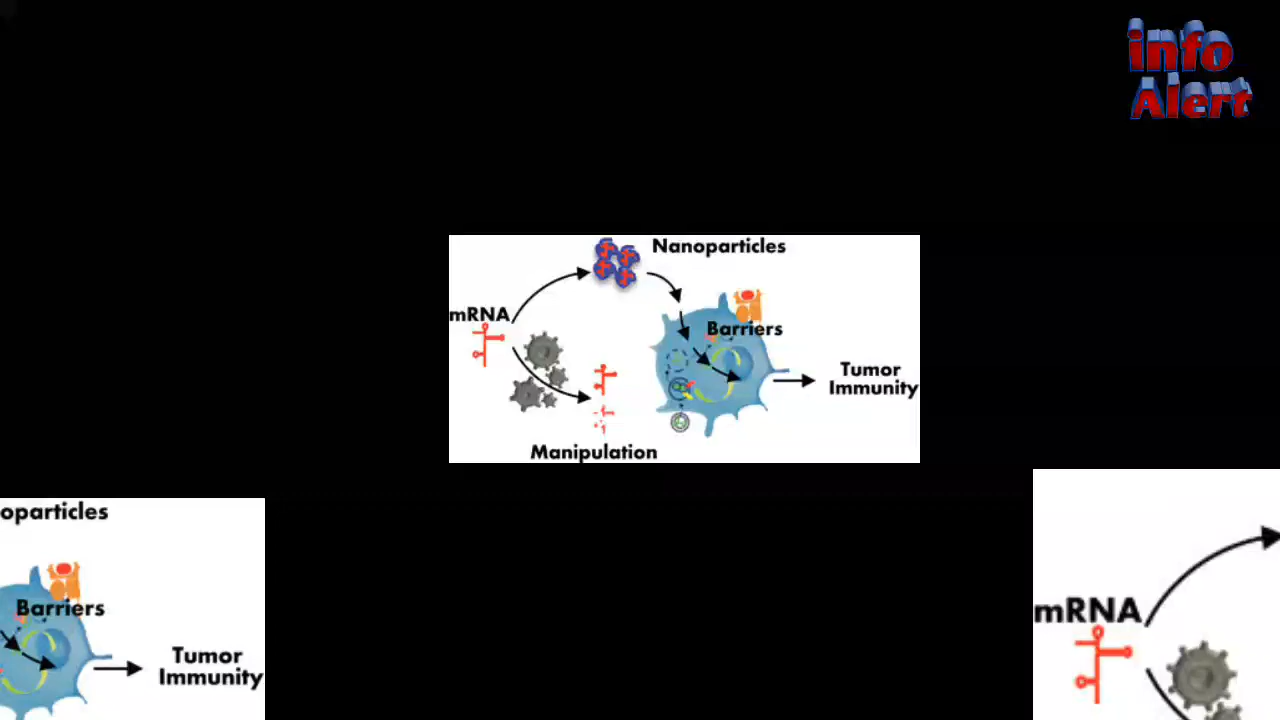 info
Alert
Nanoparticles
mRNA
Barriers
Tumor
Immunity
Manipulation
oparticles
Barriers
Tumor
Immunity
mRNA